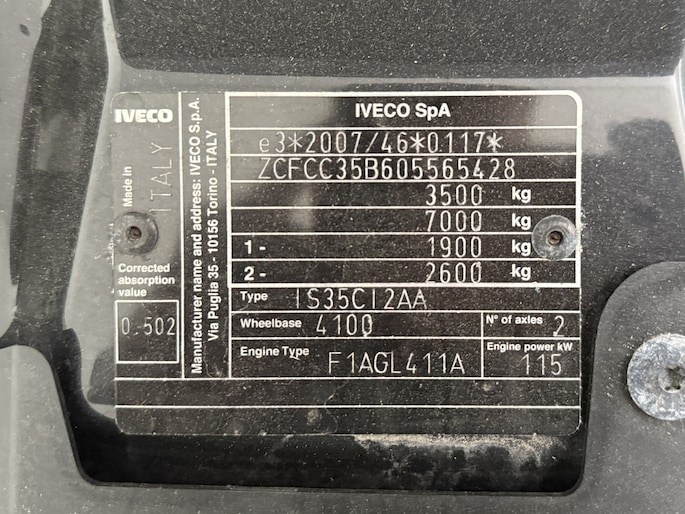 IVECO
Made in
ITALY
Corrected
absorption
value
0.502
Manufacturer name and address: IVECO S.p.A.
Via Puglia 35 - 10156 Torino - ITALY
IVECO SpA
e3*2007/46*0117*
ZCFCC35B605565428
3500 kg
7000 kg
1 - 1900 kg
2 - 2600 kg
Type IS35CI2AA
Wheelbase 4100 N° of axles 2
Engine Type F1AGL411A Engine power kW 115